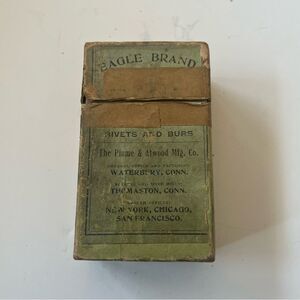 EAGLE BRAND
RIVETS AND BURS
The Plume & Atwood Mfg. Co.
WATERBURY, CONN.
THOMASTON, CONN.
NEW YORK, CHICAGO,
SAN FRANCISCO.